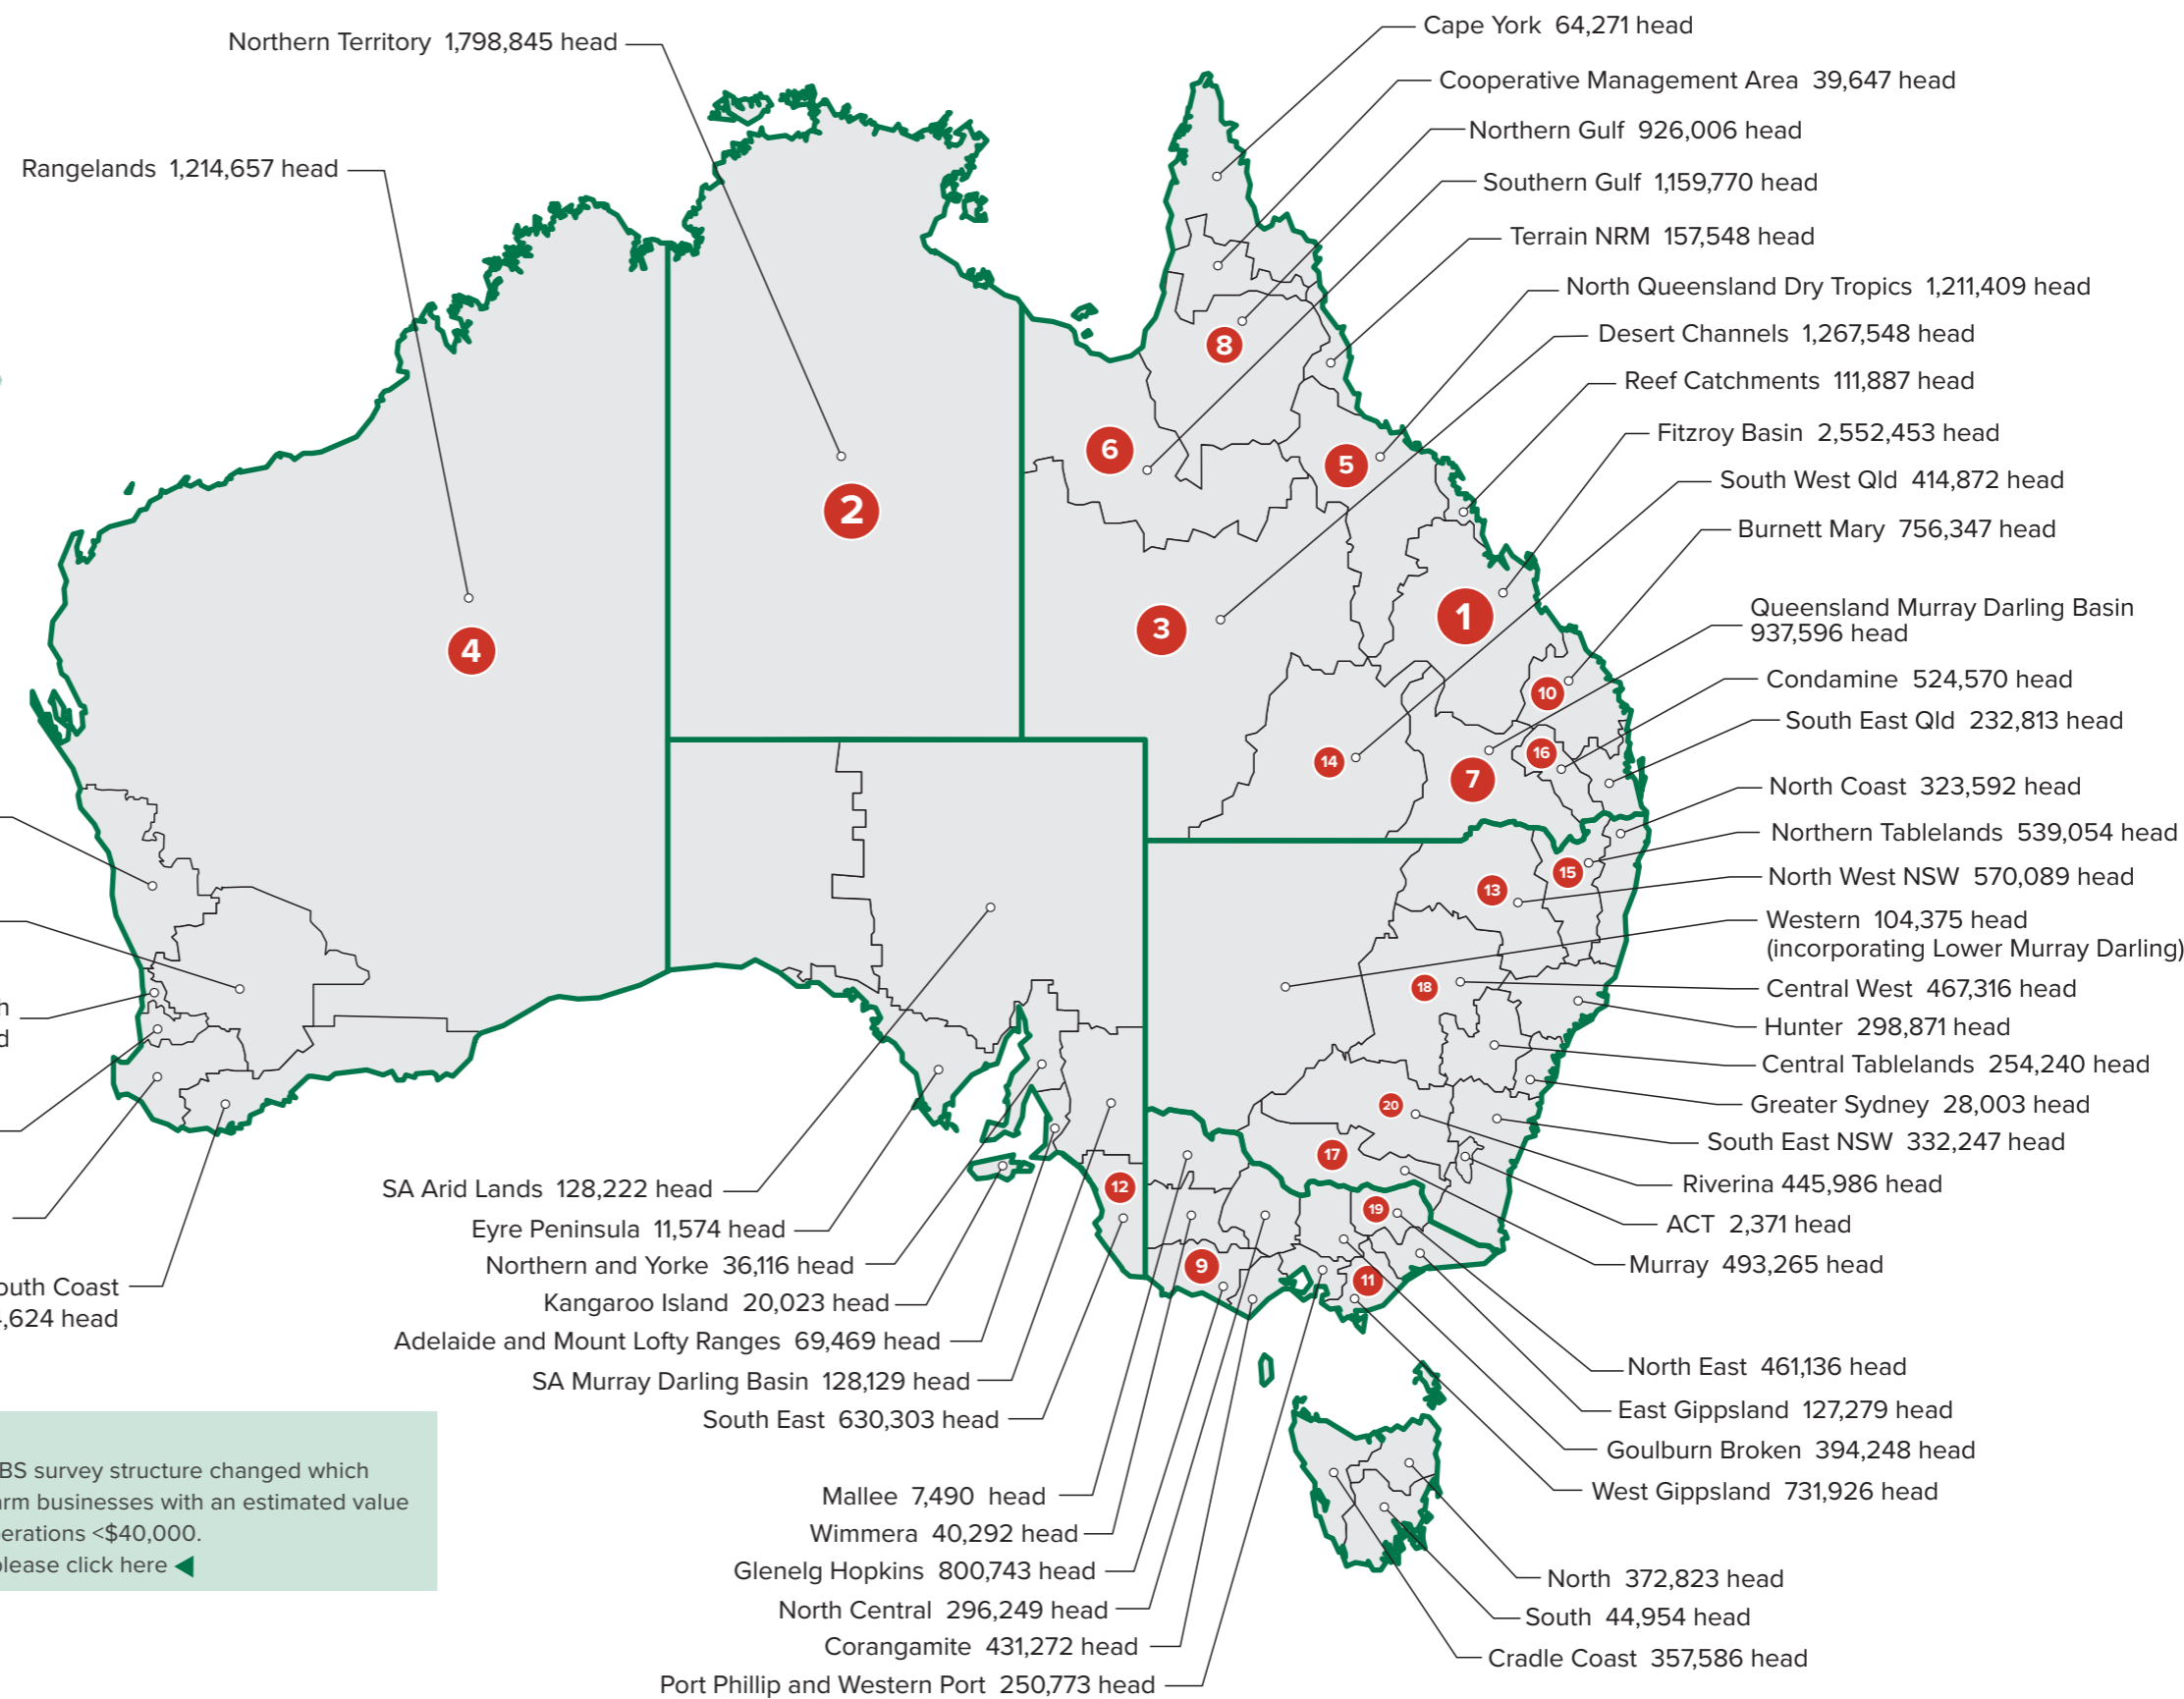 Northern Territory 1,798,845 head
Rangelands 1,214,657 head
Cape York 64,271 head
Cooperative Management Area 39,647 head
Northern Gulf 926,006 head
Southern Gulf 1,159,770 head
Terrain NRM 157,548 head
North Queensland Dry Tropics 1,211,409 head
Desert Channels 1,267,548 head
Reef Catchments 111,887 head
Fitzroy Basin 2,552,453 head
South West Qld 414,872 head
Burnett Mary 756,347 head
Queensland Murray Darling Basin
937,596 head
Condamine 524,570 head
South East Qld 232,813 head
North Coast 323,592 head
Northern Tablelands 539,054 head
North West NSW 570,089 head
Western 104,375 head
(incorporating Lower Murray Darling)
Central West 467,316 head
Hunter 298,871 head
Central Tablelands 254,240 head
Greater Sydney 28,003 head
South East NSW 332,247 head
Riverina 445,986 head
ACT 2,371 head
Murray 493,265 head
North East 461,136 head
East Gippsland 127,279 head
Goulburn Broken 394,248 head
West Gippsland 731,926 head
North 372,823 head
South 44,954 head
Cradle Coast 357,586 head
8
6
5
2
3
1
4
10
16
14
7
15
13
18
20
17
12
19
9
11
h
d
outh Coast
,624 head
SA Arid Lands 128,222 head
Eyre Peninsula 11,574 head
Northern and Yorke 36,116 head
Kangaroo Island 20,023 head
Adelaide and Mount Lofty Ranges 69,469 head
SA Murray Darling Basin 128,129 head
South East 630,303 head
Mallee 7,490 head
Wimmera 40,292 head
Glenelg Hopkins 800,743 head
North Central 296,249 head
Corangamite 431,272 head
Port Phillip and Western Port 250,773 head
BS survey structure changed which
arm businesses with an estimated value
erations <$40,000.
please click here